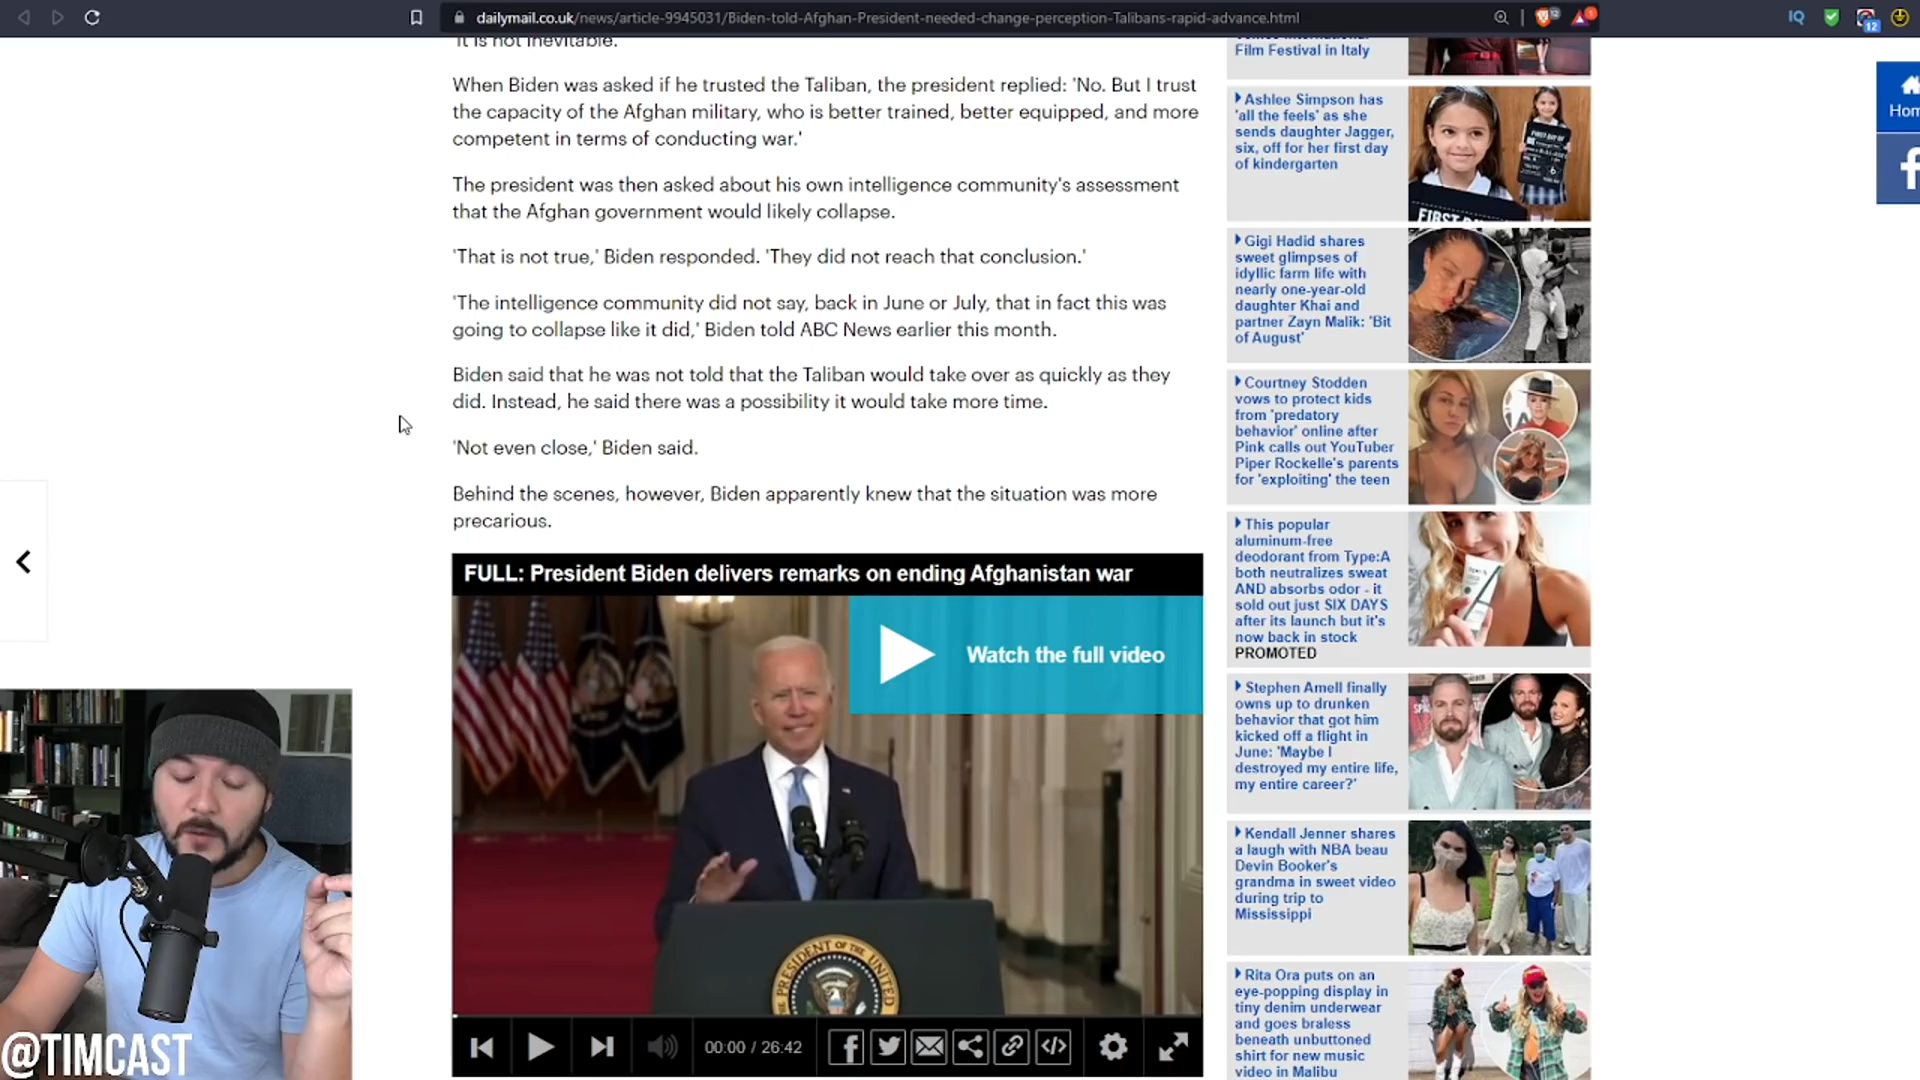 dailymail.co.uk/news/article-9945031/Biden-told-Afghan-President-needed-change-perception-Talibans-rapid-advance.html
IQ
12
'It is not inevitable.'
When Biden was asked if he trusted the Taliban, the president replied: 'No. But I trust
the capacity of the Afghan military, who is better trained, better equipped, and more
competent in terms of conducting war.'
The president was then asked about his own intelligence community's assessment
that the Afghan government would likely collapse.
'That is not true,' Biden responded. 'They did not reach that conclusion.'
'The intelligence community did not say, back in June or July, that in fact this was
going to collapse like it did,' Biden told ABC News earlier this month.
Biden said that he was not told that the Taliban would take over as quickly as they
did. Instead, he said there was a possibility it would take more time.
'Not even close,' Biden said.
Behind the scenes, however, Biden apparently knew that the situation was more
precarious.
FULL: President Biden delivers remarks on ending Afghanistan war
Watch the full video
PRESIDENT OF THE UNITED
00:00 / 26:42
@TIMCAST
Film Festival in Italy
Ashlee Simpson has
'all the feels' as she
sends daughter Jagger,
six, off for her first day
of kindergarten
FIRST DAY OF
FIRST DA
Gigi Hadid shares
sweet glimpses of
idyllic farm life with
nearly one-year-old
daughter Khai and
partner Zayn Malik: 'Bit
of August'
Courtney Stodden
vows to protect kids
from 'predatory
behavior' online after
Pink calls out YouTuber
Piper Rockelle's parents
for 'exploiting' the teen
This popular
aluminum-free
deodorant from Type:A
both neutralizes sweat
AND absorbs odor - it
sold out just SIX DAYS
after its launch but it's
now back in stock
PROMOTED
Stephen Amell finally
owns up to drunken
behavior that got him
kicked off a flight in
June: 'Maybe I
destroyed my entire life,
my entire career?'
Kendall Jenner shares
a laugh with NBA beau
Devin Booker's
grandma in sweet video
during trip to
Mississippi
Rita Ora puts on an
eye-popping display in
tiny denim underwear
and goes braless
beneath unbuttoned
shirt for new music
video in Malibu
Hom